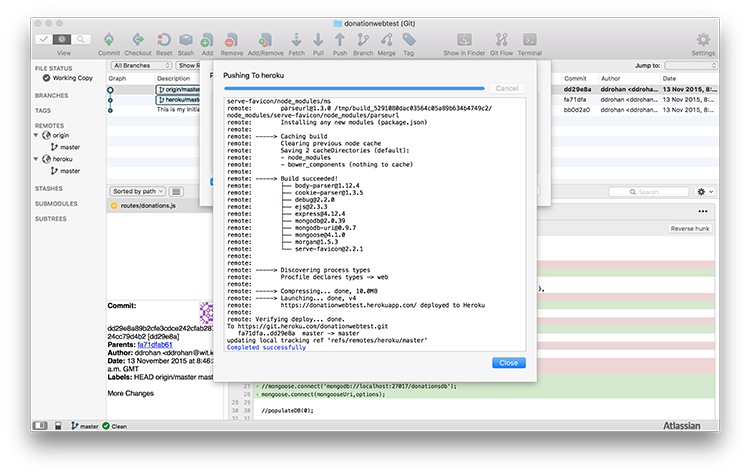 donationwebtest (Git)
View
Commit
Checkout
Reset
Stash
Add
Remove
Add/Remove
Fetch
Pull
Push
Branch
Merge
Tag
Show in Finder
Git Flow
Terminal
Settings
FILE STATUS
Working Copy
BRANCHES
TAGS
REMOTES
origin
master
heroku
master
STASHES
SUBMODULES
SUBTREES
All Branches
Jump to:
Graph
Description
Commit
Author
Date
origin/master
dd29e8a
ddrohan <ddrohan...
13 Nov 2015, 8:...
heroku/master
fa71dfa
ddrohan <ddrohan...
13 Nov 2015, 8:...
This is my Initia
bb0d2a0
ddrohan <ddrohan...
13 Nov 2015, 8:...
Pushing To heroku
Cancel
serve-favicon/node_modules/ms
remote: parseurl@1.3.0 /tmp/build_5291080dac03564c05a89b634b4749c2/
node_modules/serve-favicon/node_modules/parseurl
remote: Installing any new modules (package.json)
remote:
remote: -----> Caching build
remote: Clearing previous node cache
remote: Saving 2 cacheDirectories (default):
remote: - node_modules
remote: - bower_components (nothing to cache)
remote:
remote: -----> Build succeeded!
remote: ├── body-parser@1.12.4
remote: ├── cookie-parser@1.3.5
remote: ├── debug@2.2.0
remote: ├── ejs@2.3.3
remote: ├── express@4.12.4
remote: ├── mongodb@2.0.39
remote: ├── mongodb-uri@0.9.7
remote: ├── mongoose@4.1.0
remote: ├── morgan@1.5.3
remote: └── serve-favicon@2.2.1
remote:
remote: -----> Discovering process types
remote: Procfile declares types -> web
remote:
remote: -----> Compressing... done, 10.0MB
remote: -----> Launching... done, v4
remote: https://donationwebtest.herokuapp.com/ deployed to Heroku
remote:
remote: Verifying deploy... done.
To https://git.heroku.com/donationwebtest.git
fa71dfa..dd29e8a master -> master
updating local tracking ref 'refs/remotes/heroku/master'
Completed successfully
Close
Sorted by path
Search
routes/donations.js
Reverse hunk
Commit:
dd29e8a89b2cfe3cdce242cfab287
24cc79d4b2 [dd29e8a]
Parents: fa71dfab61
Author: ddrohan <ddrohan@wit.
Date: 13 November 2015 at 8:46:
a.m. GMT
Labels: HEAD origin/master mast
More Changes
27 + //mongoose.connect('mongodb://localhost:27017/donationsdb');
28 + mongoose.connect(mongooseUri,options);
29 29
30 30 //populateDB(0);
master
Clean
Atlassian